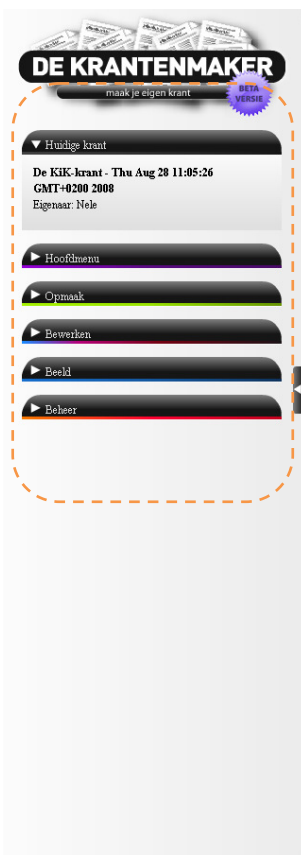 DE KRANTENMAKER
maak je eigen krant
BETA
VERSIE
Huidige krant
De KiK-krant - Thu Aug 28 11:05:26
GMT+0200 2008
Eigenaar: Nele
Hoofdmenu
Opmaak
Bewerken
Beeld
Beheer